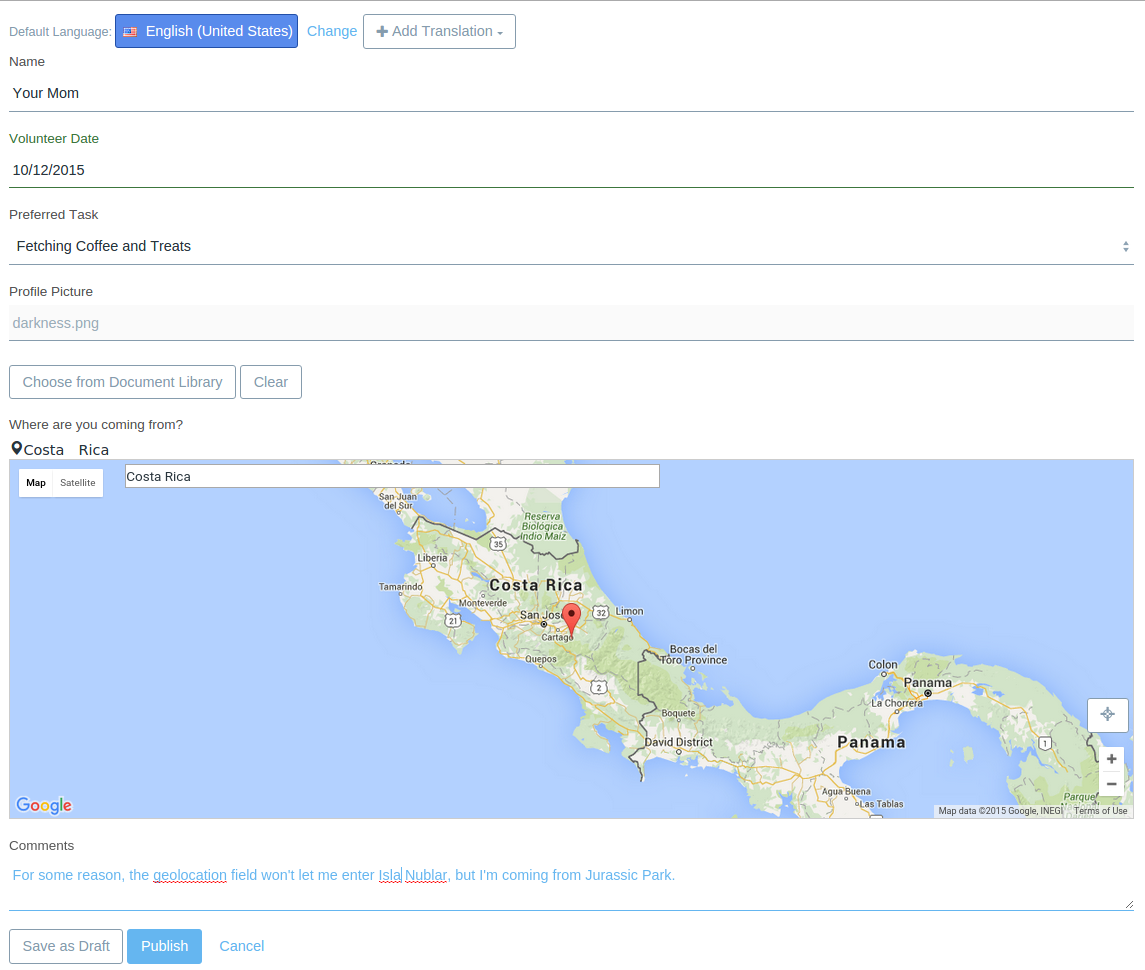 Default Language: English (United States) Change + Add Translation
Name
Your Mom
Volunteer Date
10/12/2015
Preferred Task
Fetching Coffee and Treats
Profile Picture
darkness.png
Choose from Document Library Clear
Where are you coming from?
Costa Rica
Map Satellite
Costa Rica
San Juan
del Sur
Reserva
Biológica
Indio Maíz
35
Liberia
Tamarindo
Costa Rica
Monteverde
21
San José
32
Limon
Cartago
Quepos
Bocas del
Toro Province
2
Colon
Panama
La Chorrera
Boquete
David District
Panama
1
Agua Buena
Las Tablas
+
−
Google
Map data ©2015 Google, INEGI Terms of Use
Comments
For some reason, the geolocation field won't let me enter Isla Nublar, but I'm coming from Jurassic Park.
Save as Draft Publish Cancel